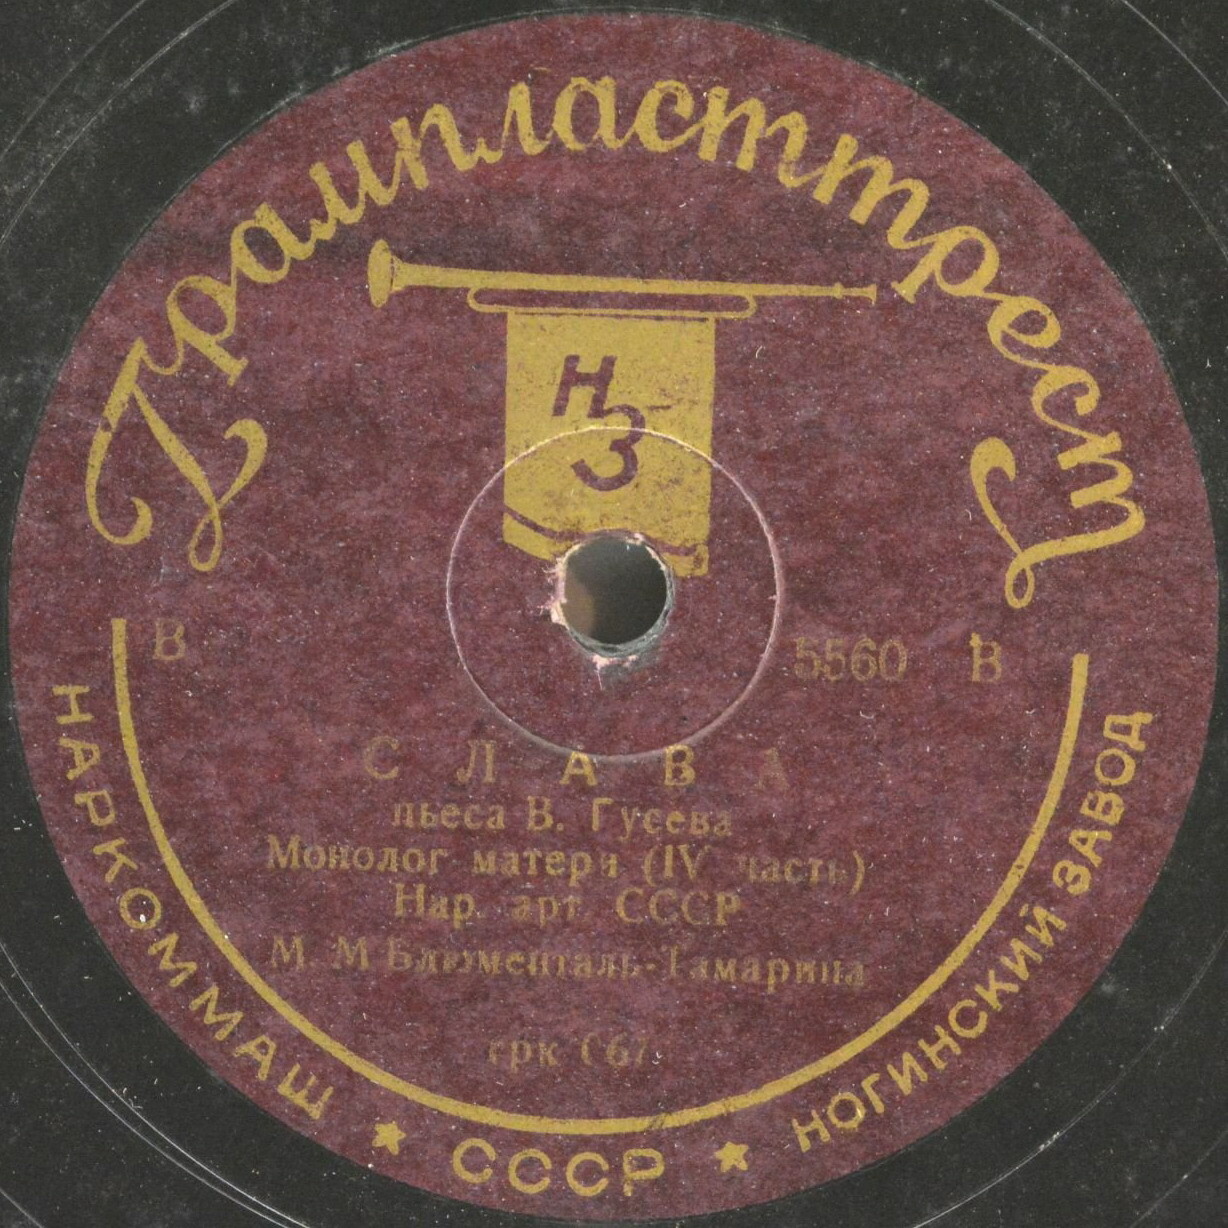 Грампласттрест
НЗ
В 5560 В
СЛАВА
пьеса В. Гусева
Монолог матери (IV часть)
Нар. арт. СССР
М. М. Блюменталь-Тамарина
грк
НАРКОММАШ ★ СССР ★ НОГИНСКИЙ ЗАВОД